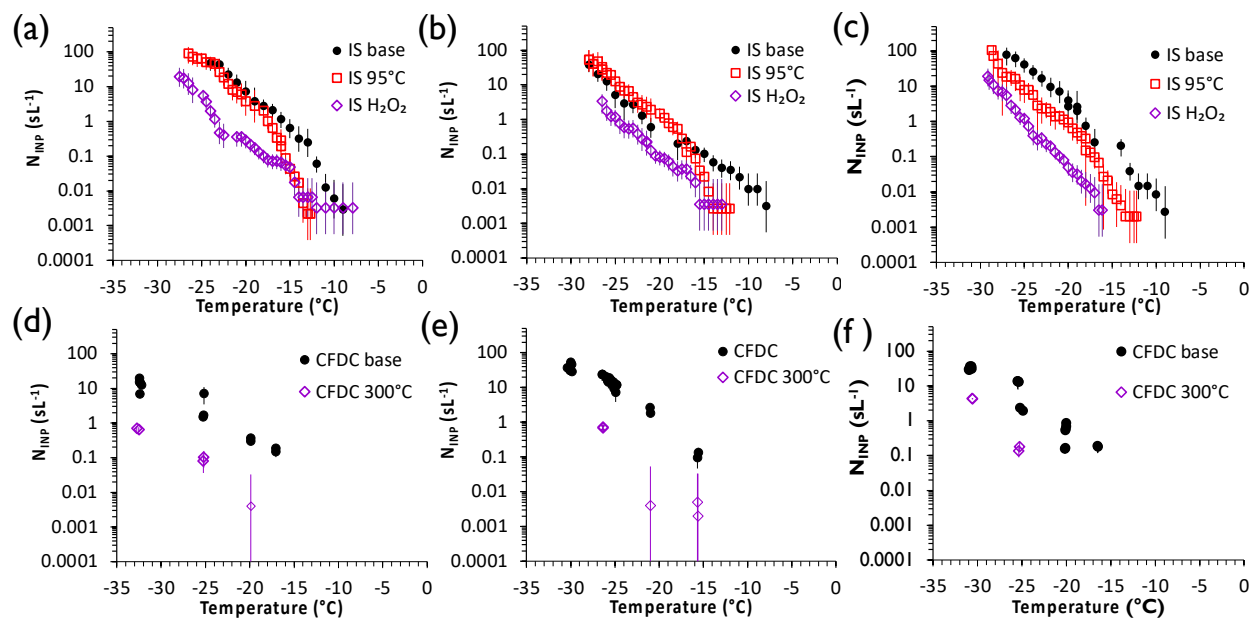 (a)
100
10
1
0.1
0.01
0.001
0.0001
N_INP (sL⁻¹)
IS base
IS 95°C
IS H₂O₂
-35 -30 -25 -20 -15 -10 -5 0
Temperature (°C)
(b)
100
10
1
0.1
0.01
0.001
0.0001
N_INP (sL⁻¹)
IS base
IS 95°C
IS H₂O₂
-35 -30 -25 -20 -15 -10 -5 0
Temperature (°C)
(c)
100
10
1
0.1
0.01
0.001
0.0001
N_INP (sL⁻¹)
IS base
IS 95°C
IS H₂O₂
-35 -30 -25 -20 -15 -10 -5 0
Temperature (°C)
(d)
100
10
1
0.1
0.01
0.001
0.0001
N_INP (sL⁻¹)
CFDC base
CFDC 300°C
-35 -30 -25 -20 -15 -10 -5 0
Temperature (°C)
(e)
100
10
1
0.1
0.01
0.001
0.0001
N_INP (sL⁻¹)
CFDC
CFDC 300°C
-35 -30 -25 -20 -15 -10 -5 0
Temperature (°C)
(f)
100
10
1
0.1
0.01
0.001
0.0001
N_INP (sL⁻¹)
CFDC base
CFDC 300°C
-35 -30 -25 -20 -15 -10 -5 0
Temperature (°C)